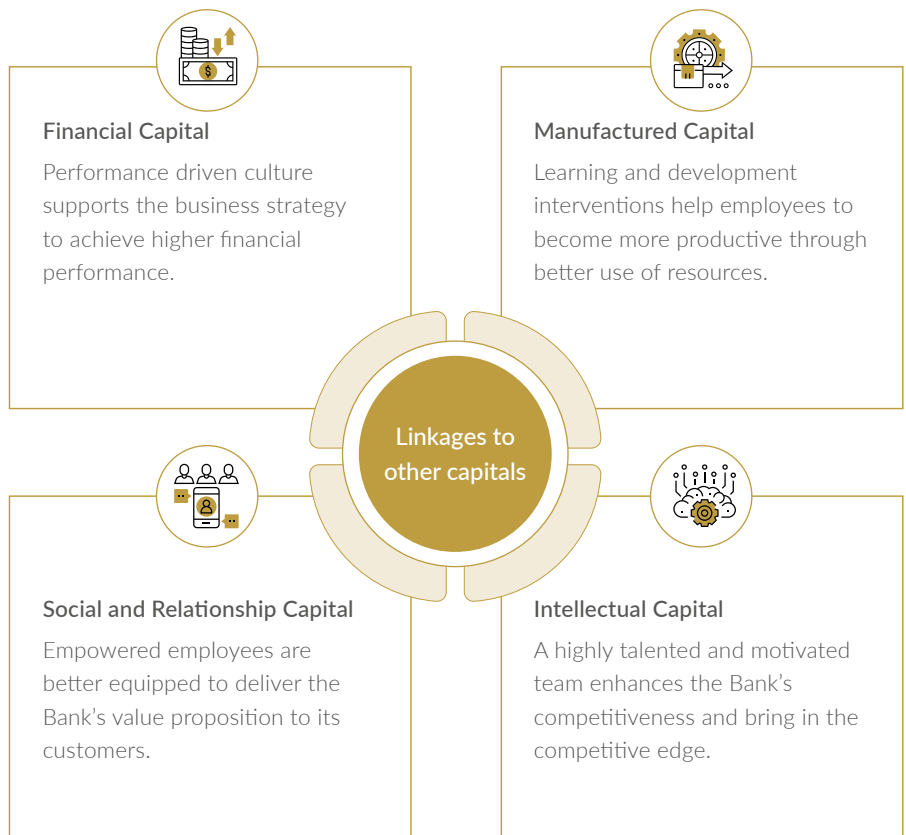 Financial Capital
Performance driven culture
supports the business strategy
to achieve higher financial
performance.
Manufactured Capital
Learning and development
interventions help employees to
become more productive through
better use of resources.
Linkages to
other capitals
Social and Relationship Capital
Empowered employees are
better equipped to deliver the
Bank’s value proposition to its
customers.
Intellectual Capital
A highly talented and motivated
team enhances the Bank’s
competitiveness and bring in the
competitive edge.